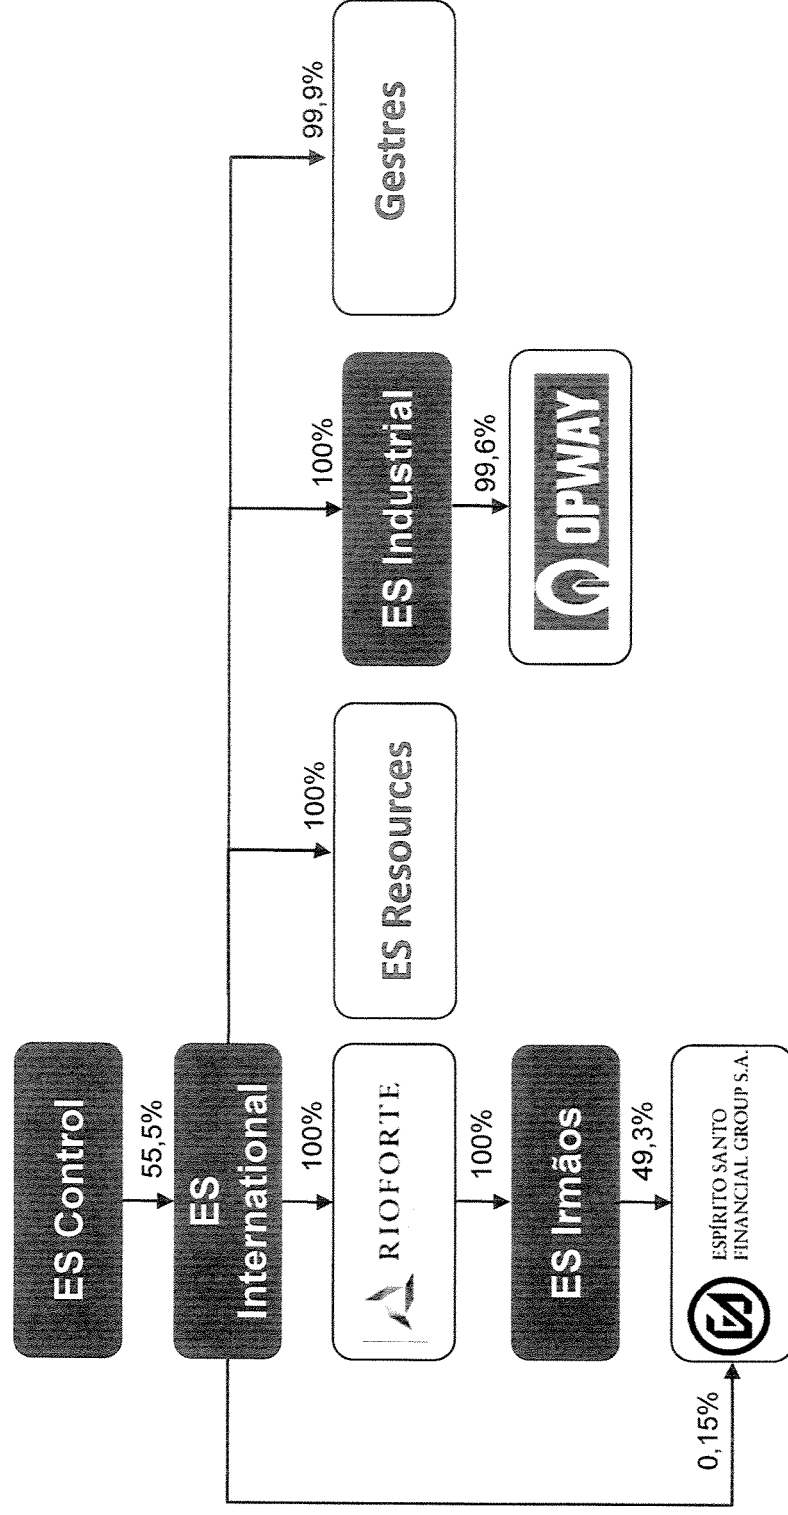 ES Control
55,5%
ES
International
100%
RIOFORTE
100%
ES Irmãos
49,3%
ESPÍRITO SANTO
FINANCIAL GROUP S.A.
0,15%
100%
ES Resources
100%
ES Industrial
99,6%
OPWAY
99,9%
Gestres